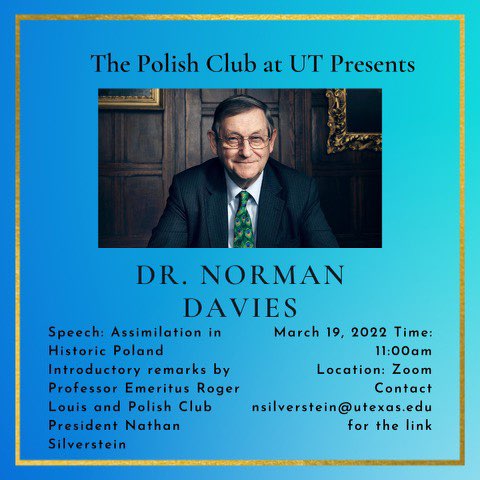 The Polish Club at UT Presents
DR. NORMAN
DAVIES
Speech: Assimilation in
Historic Poland
Introductory remarks by
Professor Emeritus Roger
Louis and Polish Club
President Nathan
Silverstein
March 19, 2022 Time:
11:00am
Location: Zoom
Contact
nsilverstein@utexas.edu
for the link